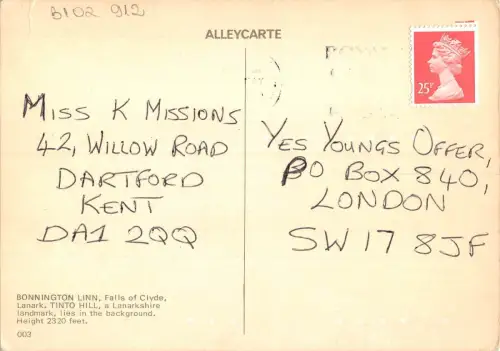 B102 912
ALLEYCARTE
25P
MISS K MISSIONS
42, WILLOW ROAD
DARTFORD
KENT
DA1 2QQ
YES YOUNGS OFFER,
PO BOX 840,
LONDON
SW17 8JF
BONNINGTON LINN, Falls of Clyde,
Lanark. TINTO HILL, a Lanarkshire
landmark, lies in the background.
Height 2320 feet.
003